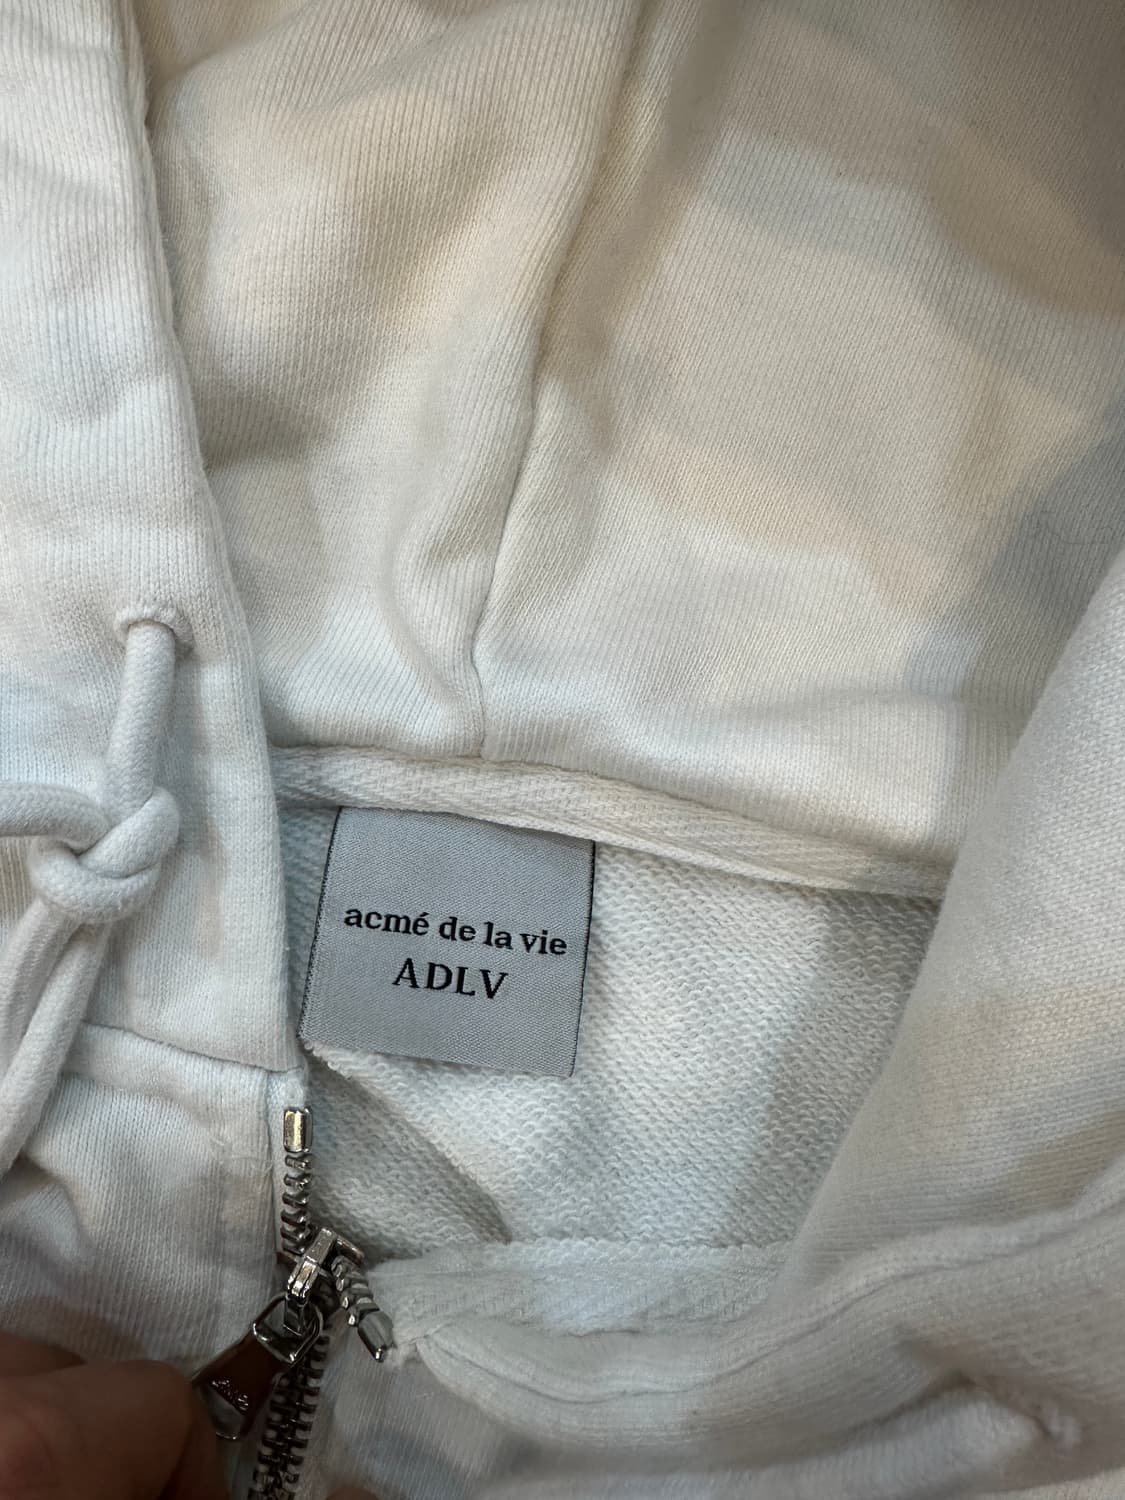 acmé de la vie
ADLV